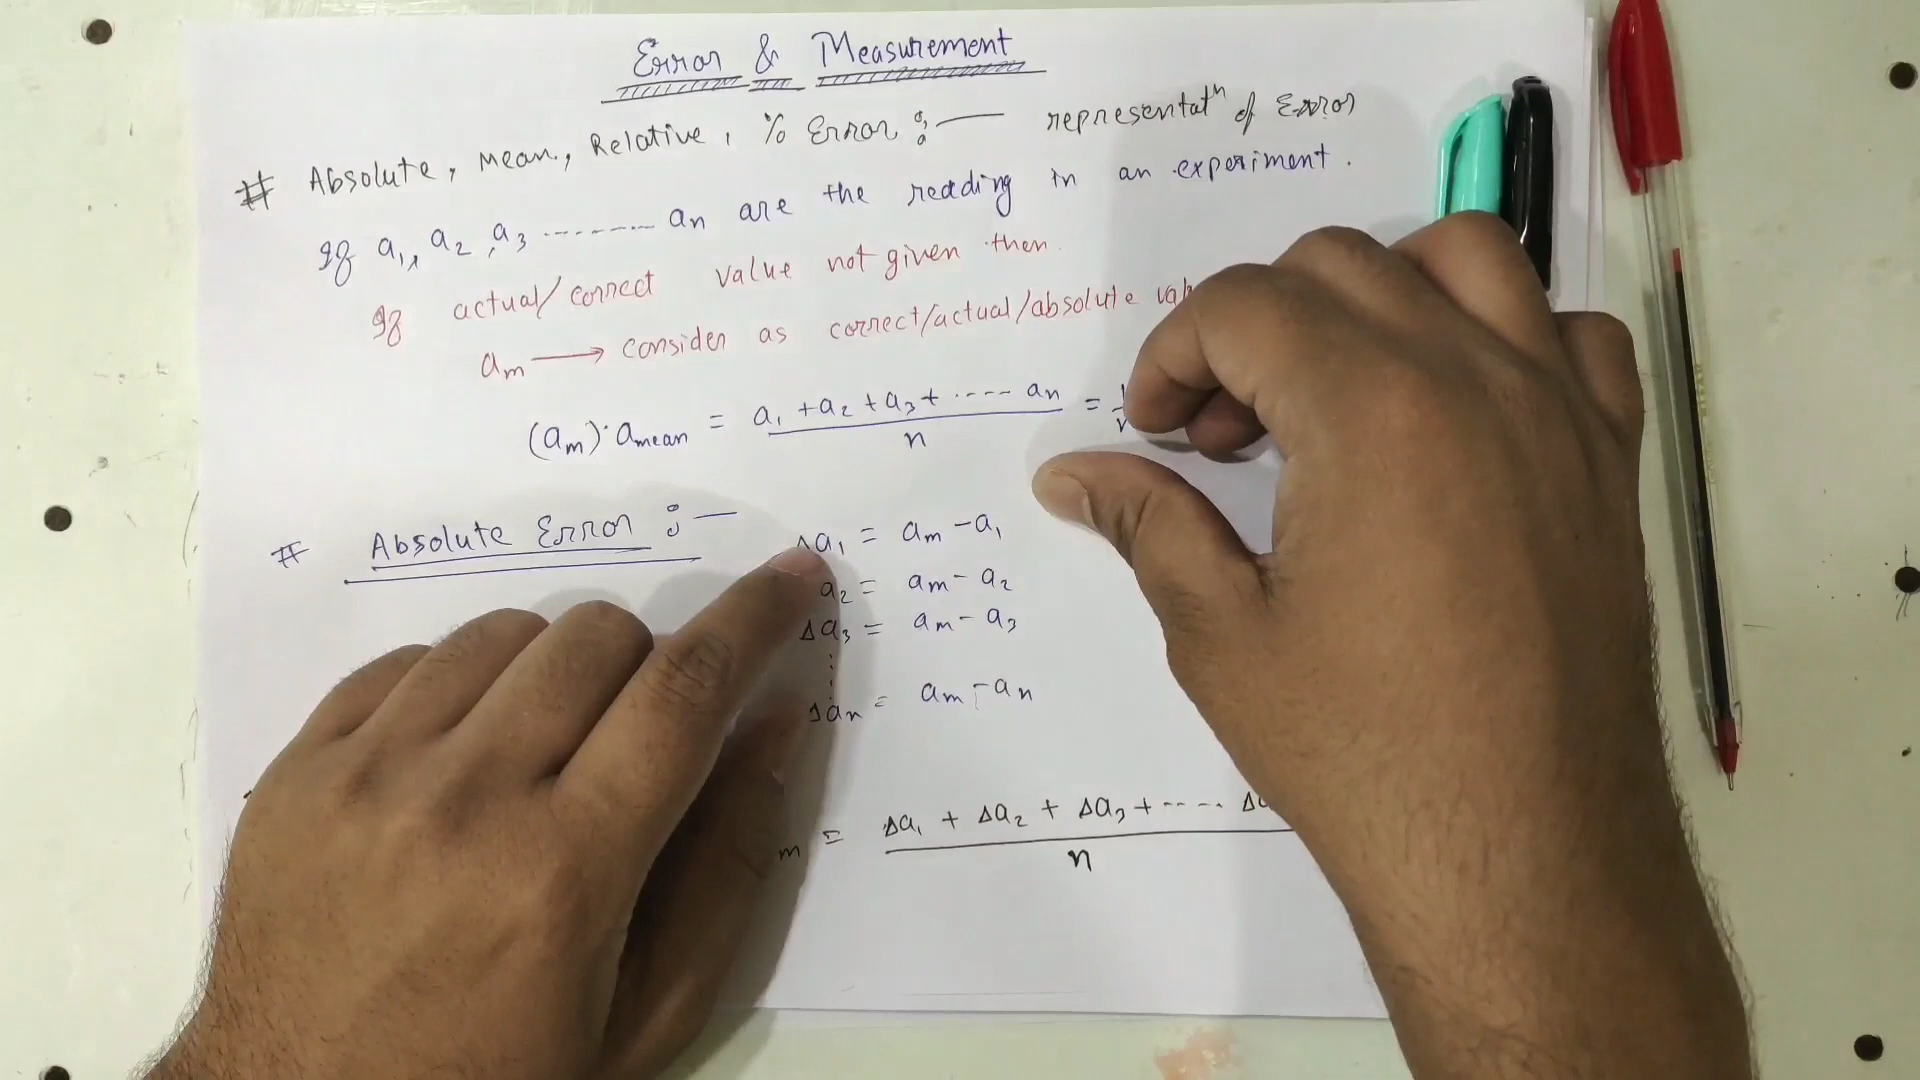 Error & Measurement
# Absolute, Mean, Relative, % Error :— representatⁿ of Error
If a₁, a₂, a₃ --------- aₙ are the reading in an experiment.
If actual/correct value not given then
aₘ → consider as correct/actual/absolute
(aₘ) · aₘₑₐₙ = a₁ + a₂ + a₃ + ---- aₙ / n =
# Absolute Error :— Δa₁ = aₘ - a₁
a₂ = aₘ - a₂
Δa₃ = aₘ - a₃
Δaₙ = aₘ - aₙ
m = Δa₁ + Δa₂ + Δa₃ + ----. Δ / n